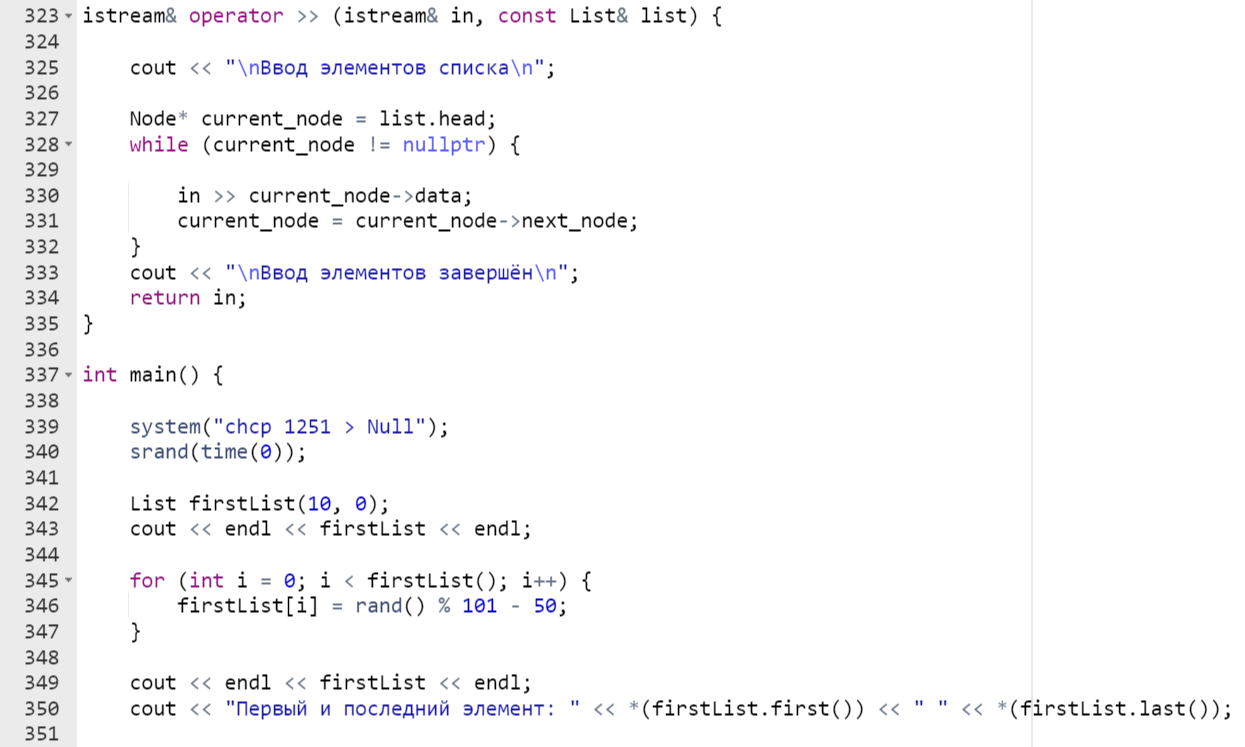 323 istream& operator >> (istream& in, const List& list) {
324
325 cout << "\nВвод элементов списка\n";
326
327 Node* current_node = list.head;
328 while (current_node != nullptr) {
329
330 in >> current_node->data;
331 current_node = current_node->next_node;
332 }
333 cout << "\nВвод элементов завершён\n";
334 return in;
335 }
336
337 int main() {
338
339 system("chcp 1251 > Null");
340 srand(time(0));
341
342 List firstList(10, 0);
343 cout << endl << firstList << endl;
344
345 for (int i = 0; i < firstList(); i++) {
346 firstList[i] = rand() % 101 - 50;
347 }
348
349 cout << endl << firstList << endl;
350 cout << "Первый и последний элемент: " << *(firstList.first()) << " " << *(firstList.last());
351